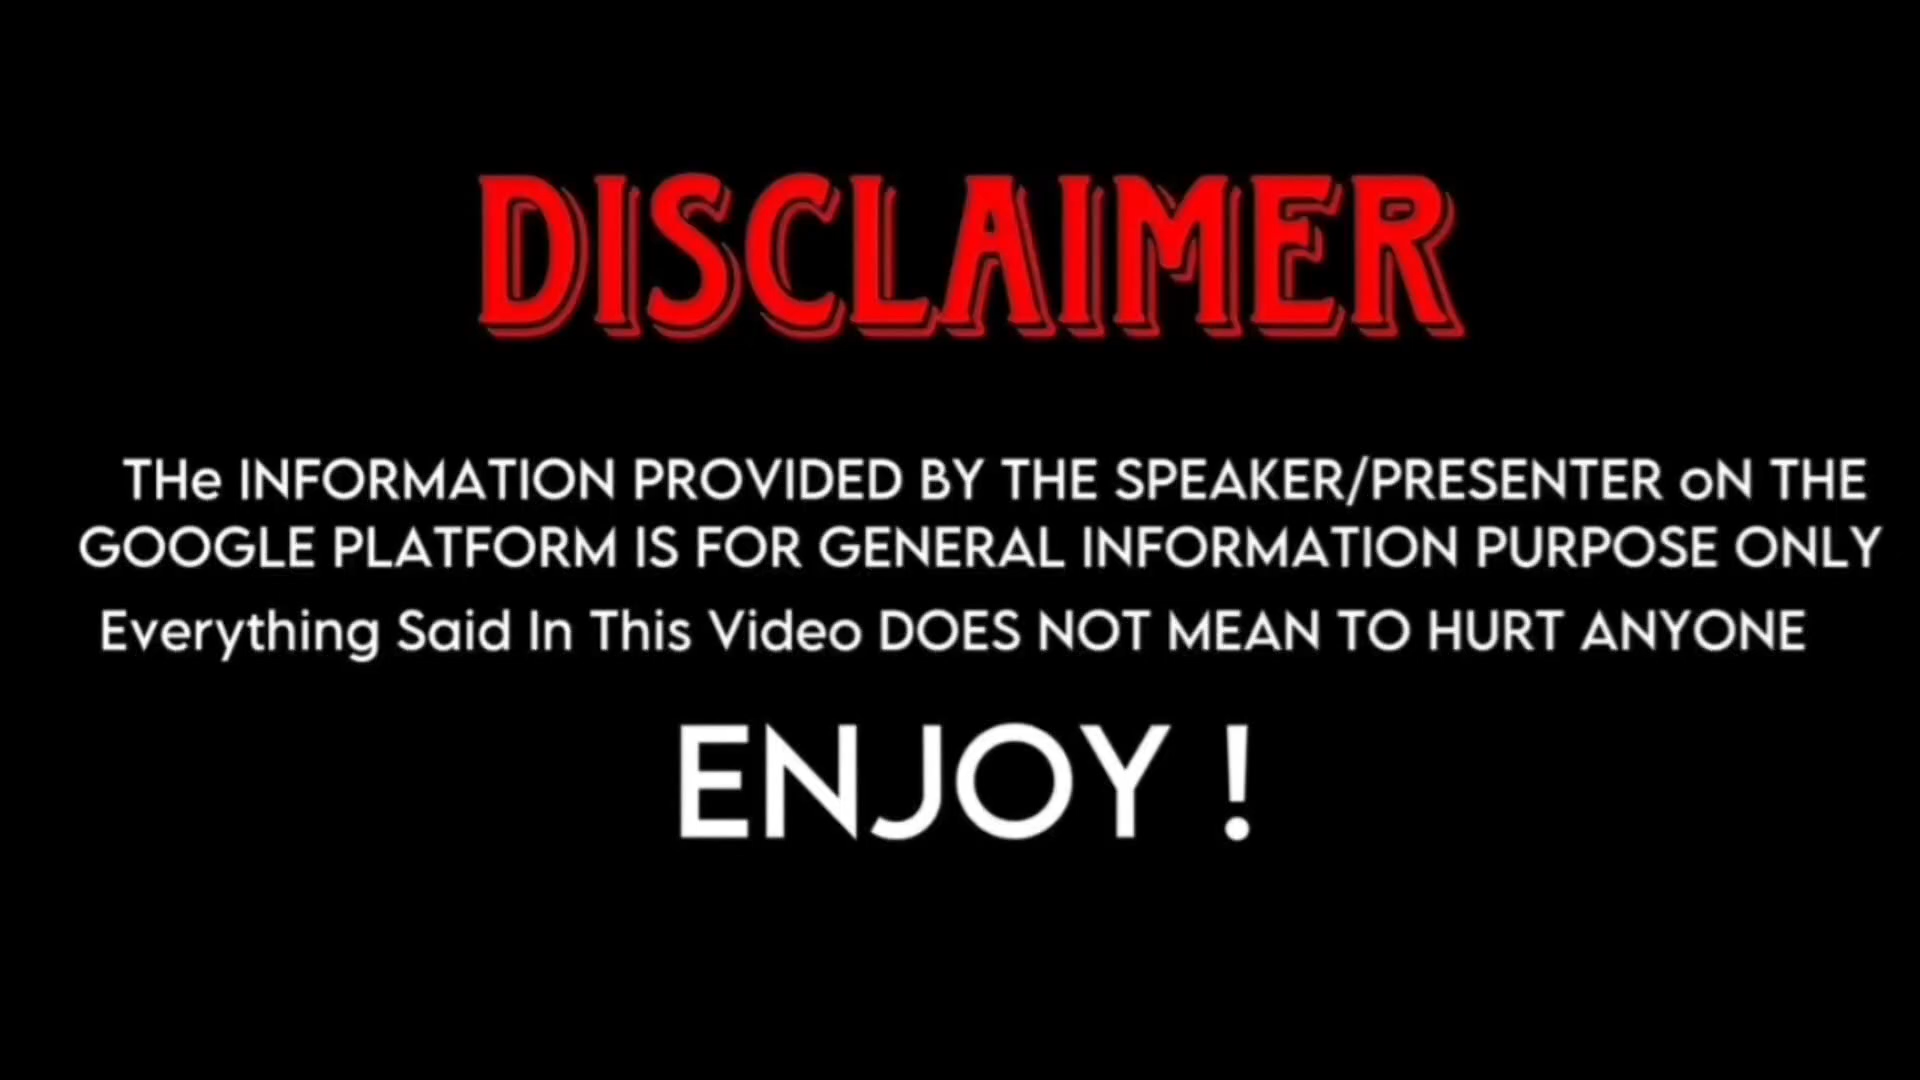 DISCLAIMER
THe INFORMATION PROVIDED BY THE SPEAKER/PRESENTER oN THE
GOOGLE PLATFORM IS FOR GENERAL INFORMATION PURPOSE ONLY
Everything Said In This Video DOES NOT MEAN TO HURT ANYONE
ENJOY !